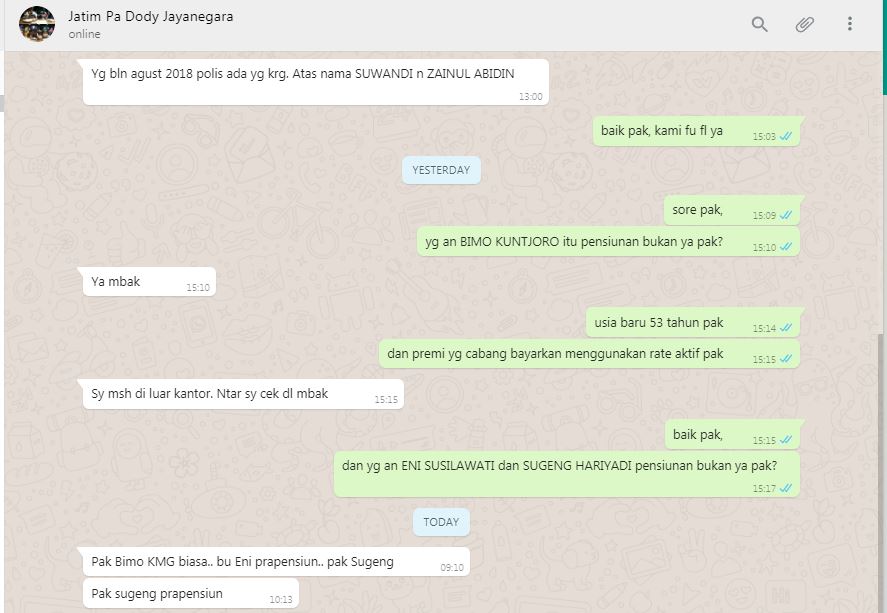 Jatim Pa Dody Jayanegara
online
Yg bln agust 2018 polis ada yg krg. Atas nama SUWANDI n ZAINUL ABIDIN
13:00
baik pak, kami fu fl ya
15:03
YESTERDAY
sore pak,
15:09
yg an BIMO KUNTJORO itu pensiunan bukan ya pak?
15:10
Ya mbak
15:10
usia baru 53 tahun pak
15:14
dan premi yg cabang bayarkan menggunakan rate aktif pak
15:15
Sy msh di luar kantor. Ntar sy cek dl mbak
15:15
baik pak,
15:15
dan yg an ENI SUSILAWATI dan SUGENG HARIYADI pensiunan bukan ya pak?
15:17
TODAY
Pak Bimo KMG biasa.. bu Eni prapensiun.. pak Sugeng
09:10
Pak sugeng prapensiun
10:13